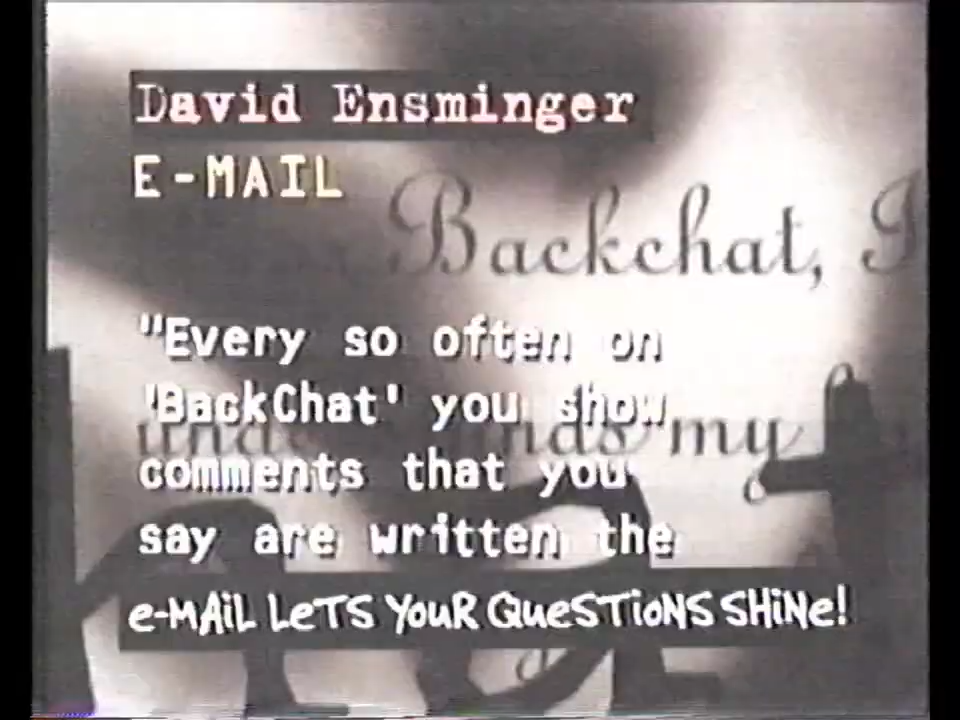 David Ensminger
E-MAIL
Backchat, I
"Every so often on
'BackChat' you show
my
comments that you
say are written the
e-MAiL LeTS YouR QueSTioNS SHiNe!